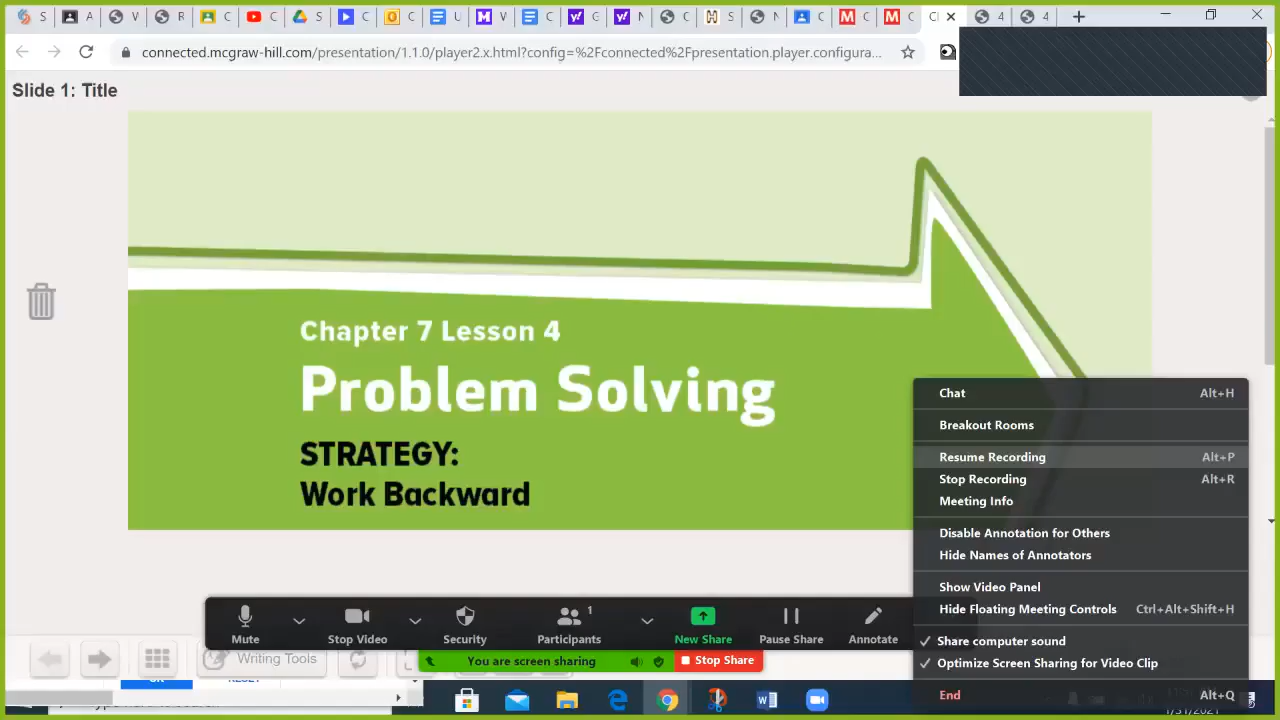 connected.mcgraw-hill.com/presentation/1.1.0/player2.x.html?config=%2Fconnected%2Fpresentation.player.configura...
Slide 1: Title
Chapter 7 Lesson 4
Problem Solving
STRATEGY:
Work Backward
Chat Alt+H
Breakout Rooms
Resume Recording Alt+P
Stop Recording Alt+R
Meeting Info
Disable Annotation for Others
Hide Names of Annotators
Show Video Panel
Hide Floating Meeting Controls Ctrl+Alt+Shift+H
Share computer sound
Optimize Screen Sharing for Video Clip
End Alt+Q
Mute
Stop Video
Security
Participants 1
New Share
Pause Share
Annotate
You are screen sharing
Stop Share
Writing Tools
1/31/2021